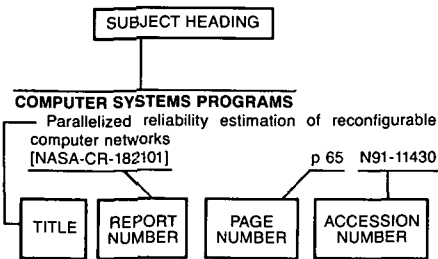 SUBJECT HEADING
COMPUTER SYSTEMS PROGRAMS
Parallelized reliability estimation of reconfigurable
computer networks
[NASA-CR-182101] p 65 N91-11430
TITLE
REPORT NUMBER
PAGE NUMBER
ACCESSION NUMBER